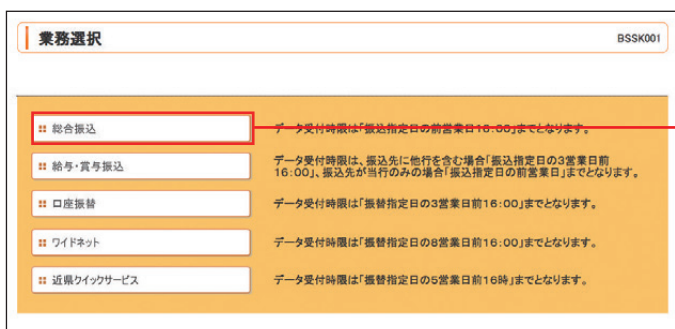 業務選択
BSSK001
総合振込
データ受付時限は「振込指定日の前営業日16:00」までとなります。
給与・賞与振込
データ受付時限は、振込先に他行を含む場合「振込指定日の3営業日前
16:00」、振込先が当行のみの場合「振込指定日の前営業日」までとなります。
口座振替
データ受付時限は「振替指定日の3営業日前16:00」までとなります。
ワイドネット
データ受付時限は「振替指定日の8営業日前16:00」までとなります。
近県クイックサービス
データ受付時限は「振替指定日の5営業日前16時」までとなります。